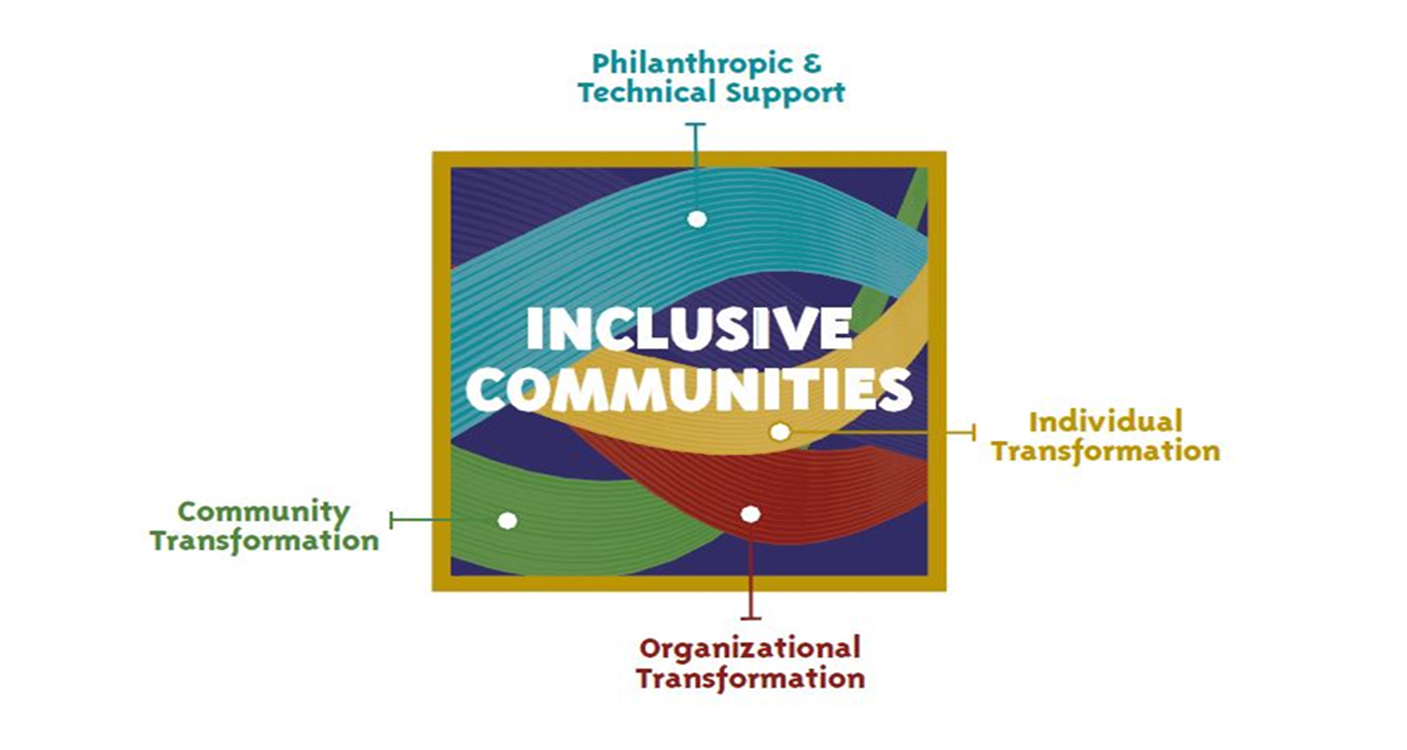 Philanthropic &
Technical Support
INCLUSIVE
COMMUNITIES
Individual
Transformation
Community
Transformation
Organizational
Transformation